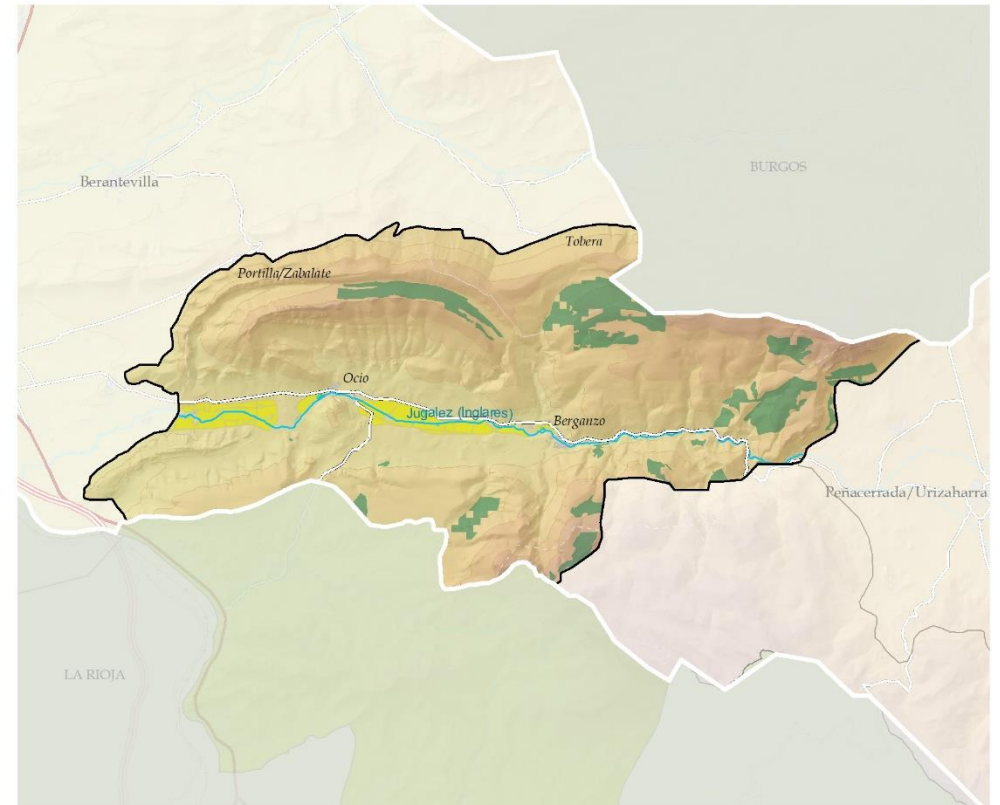 BURGOS
Berantevilla
Tobera
Portilla/Zabalate
Ocio
Jugalez (Inglares)
Berganzo
Peñacerrada/Urizaharra
LA RIOJA